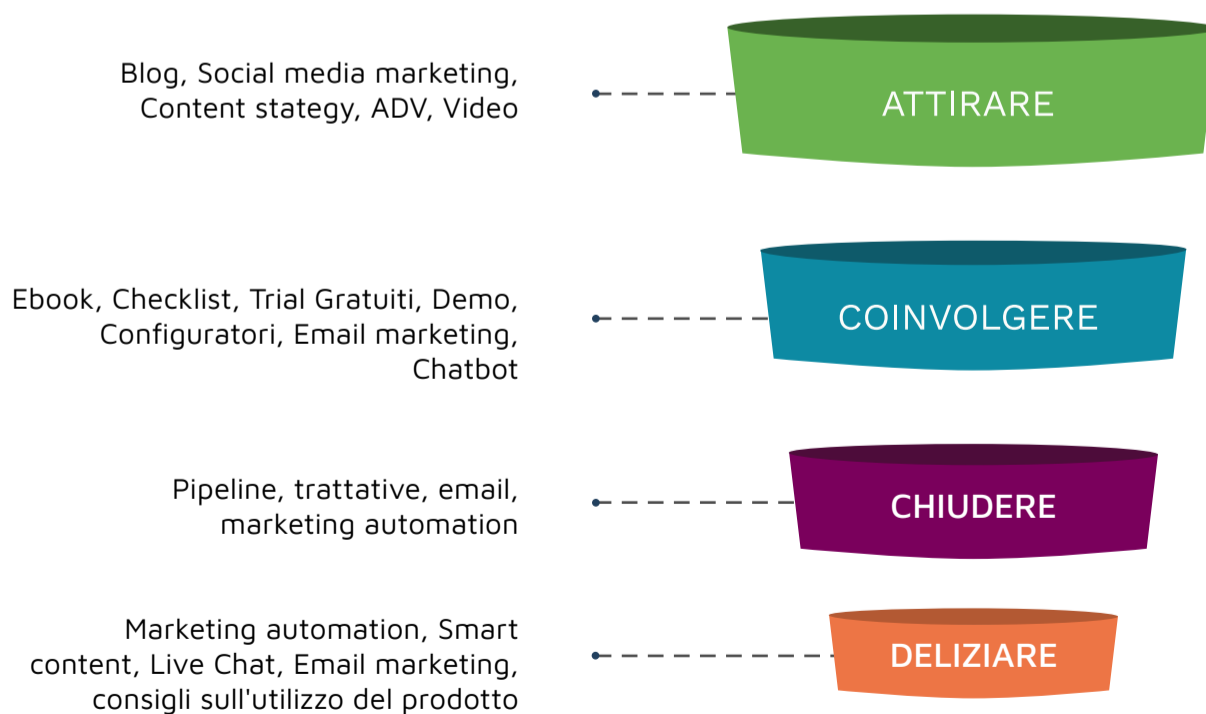 Blog, Social media marketing,
Content stategy, ADV, Video
ATTIRARE
Ebook, Checklist, Trial Gratuiti, Demo,
Configuratori, Email marketing,
Chatbot
COINVOLGERE
Pipeline, trattative, email,
marketing automation
CHIUDERE
Marketing automation, Smart
content, Live Chat, Email marketing,
consigli sull'utilizzo del prodotto
DELIZIARE